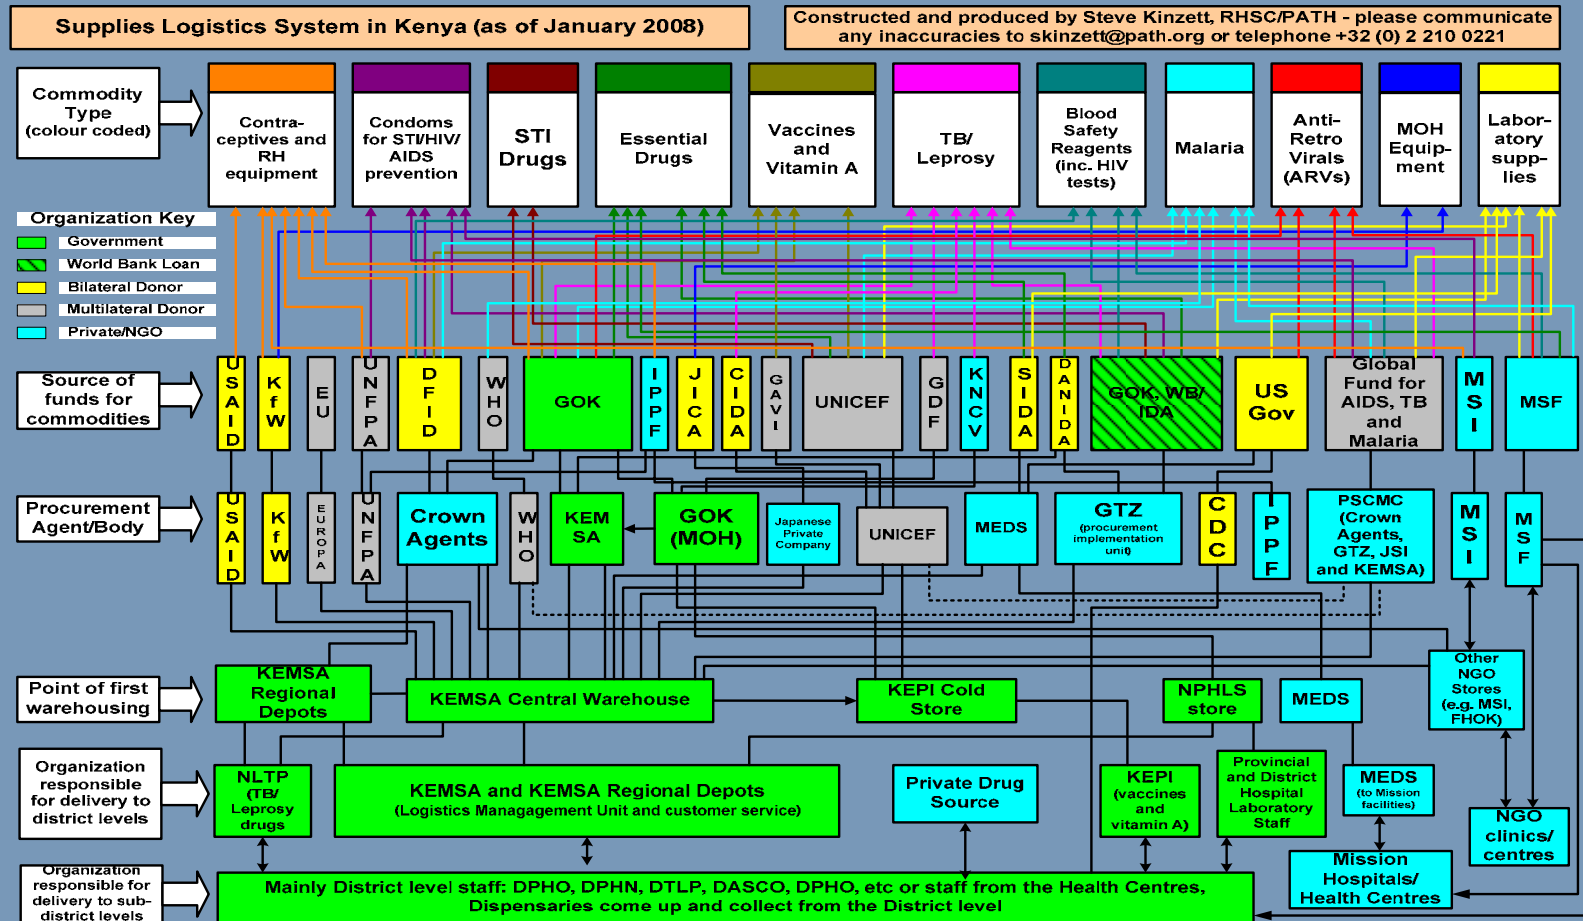 Supplies Logistics System in Kenya (as of January 2008)
Constructed and produced by Steve Kinzett, RHSC/PATH - please communicate
any inaccuracies to skinzett@path.org or telephone +32 (0) 2 210 0221
Commodity
Type
(colour coded)
Contra-
ceptives and
RH
equipment
Condoms
for STI/HIV/
AIDS
prevention
STI
Drugs
Essential
Drugs
Vaccines
and
Vitamin A
TB/
Leprosy
Blood
Safety
Reagents
(inc. HIV
tests)
Malaria
Anti-
Retro
Virals
(ARVs)
MOH
Equip-
ment
Labor-
atory
supp-
lies
Organization Key
Government
World Bank Loan
Bilateral Donor
Multilateral Donor
Private/NGO
Source of
funds for
commodities
USAID
KfW
EU
UNFPA
DFID
WHO
GOK
IPPF
JICA
CIDA
GAVI
UNICEF
GDF
KNCV
SIDA
DANIDA
GOK, WB/
IDA
US
Gov
Global
Fund for
AIDS, TB
and
Malaria
MSI
MSF
Procurement
Agent/Body
USAID
KfW
EUROPA
UNFPA
Crown
Agents
WHO
KEM
SA
GOK
(MOH)
Japanese
Private
Company
UNICEF
MEDS
GTZ
(procurement
implementation
unit)
CDC
IPPF
PSCMC
(Crown
Agents,
GTZ, JSI
and KEMSA)
MSI
MSF
Point of first
warehousing
KEMSA
Regional
Depots
KEMSA Central Warehouse
KEPI Cold
Store
NPHLS
store
MEDS
Other
NGO
Stores
(e.g. MSI,
FHOK)
Organization
responsible
for delivery to
district levels
NLTP
(TB/
Leprosy
drugs
KEMSA and KEMSA Regional Depots
(Logistics Managagement Unit and customer service)
Private Drug
Source
KEPI
(vaccines
and
vitamin A)
Provincial
and District
Hospital
Laboratory
Staff
MEDS
(to Mission
facilities)
NGO
clinics/
centres
Organization
responsible for
delivery to sub-
district levels
Mainly District level staff: DPHO, DPHN, DTLP, DASCO, DPHO, etc or staff from the Health Centres,
Dispensaries come up and collect from the District level
Mission
Hospitals/
Health Centres